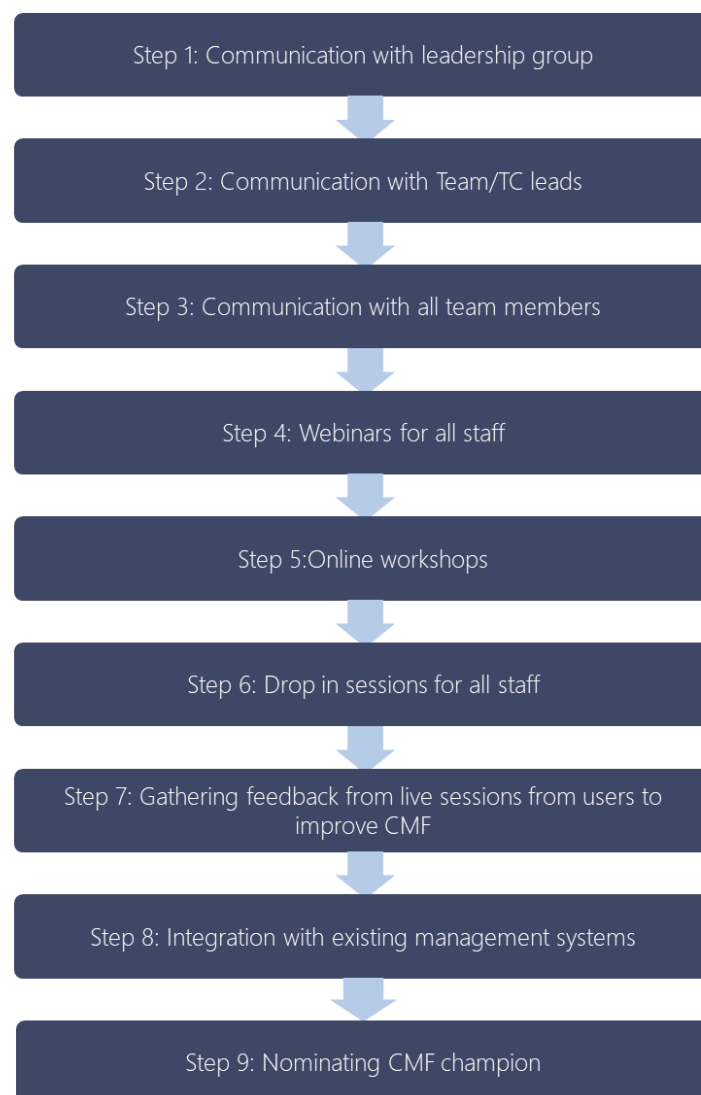 Step 1: Communication with leadership group
Step 2: Communication with Team/TC leads
Step 3: Communication with all team members
Step 4: Webinars for all staff
Step 5:Online workshops
Step 6: Drop in sessions for all staff
Step 7: Gathering feedback from live sessions from users to
improve CMF
Step 8: Integration with existing management systems
Step 9: Nominating CMF champion